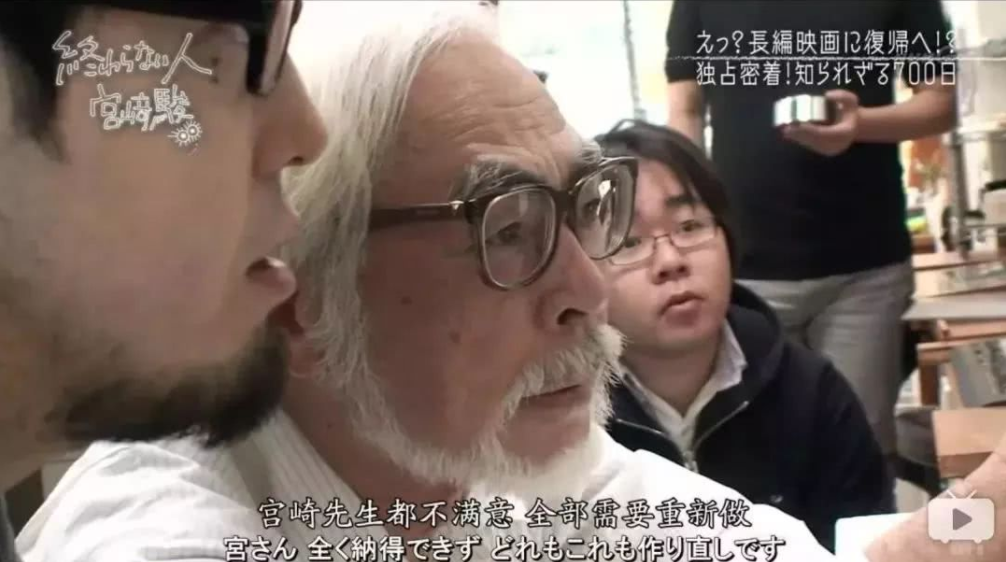 終わらない人
宮﨑駿
えっ?長編映画に復帰へ!?
独占密着!知られざる700日
宮崎先生都不満意 全部需要重新做
宮さん 全く納得できず どれもこれも作り直しです